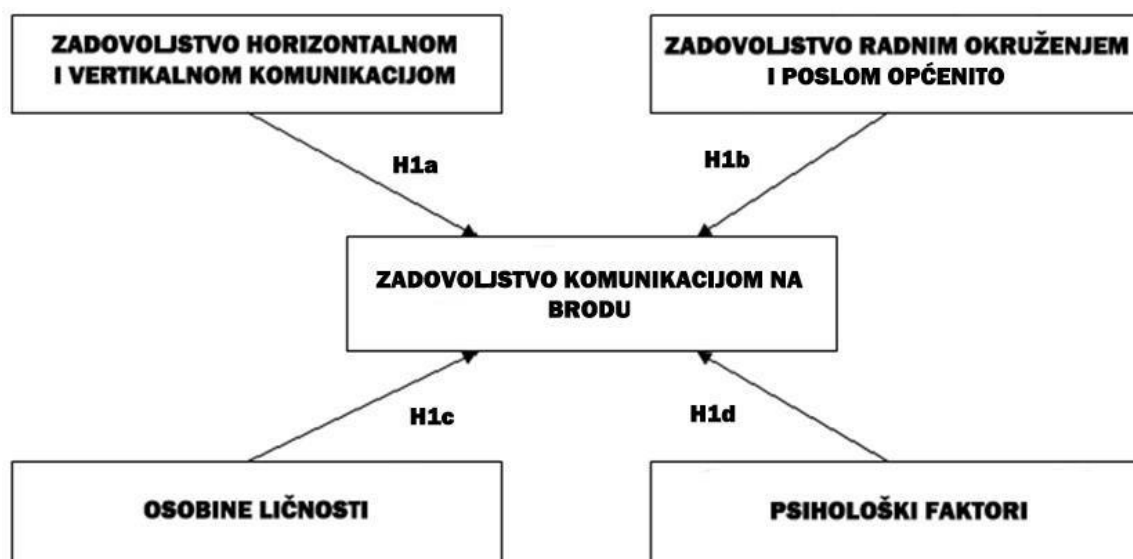 ZADOVOLJSTVO HORIZONTALNOM
I VERTIKALNOM KOMUNIKACIJOM
ZADOVOLJSTVO RADNIM OKRUŽENJEM
I POSLOM OPĆENITO
H1a
H1b
ZADOVOLJSTVO KOMUNIKACIJOM NA
BRODU
H1c
H1d
OSOBINE LIČNOSTI
PSIHOLOŠKI FAKTORI